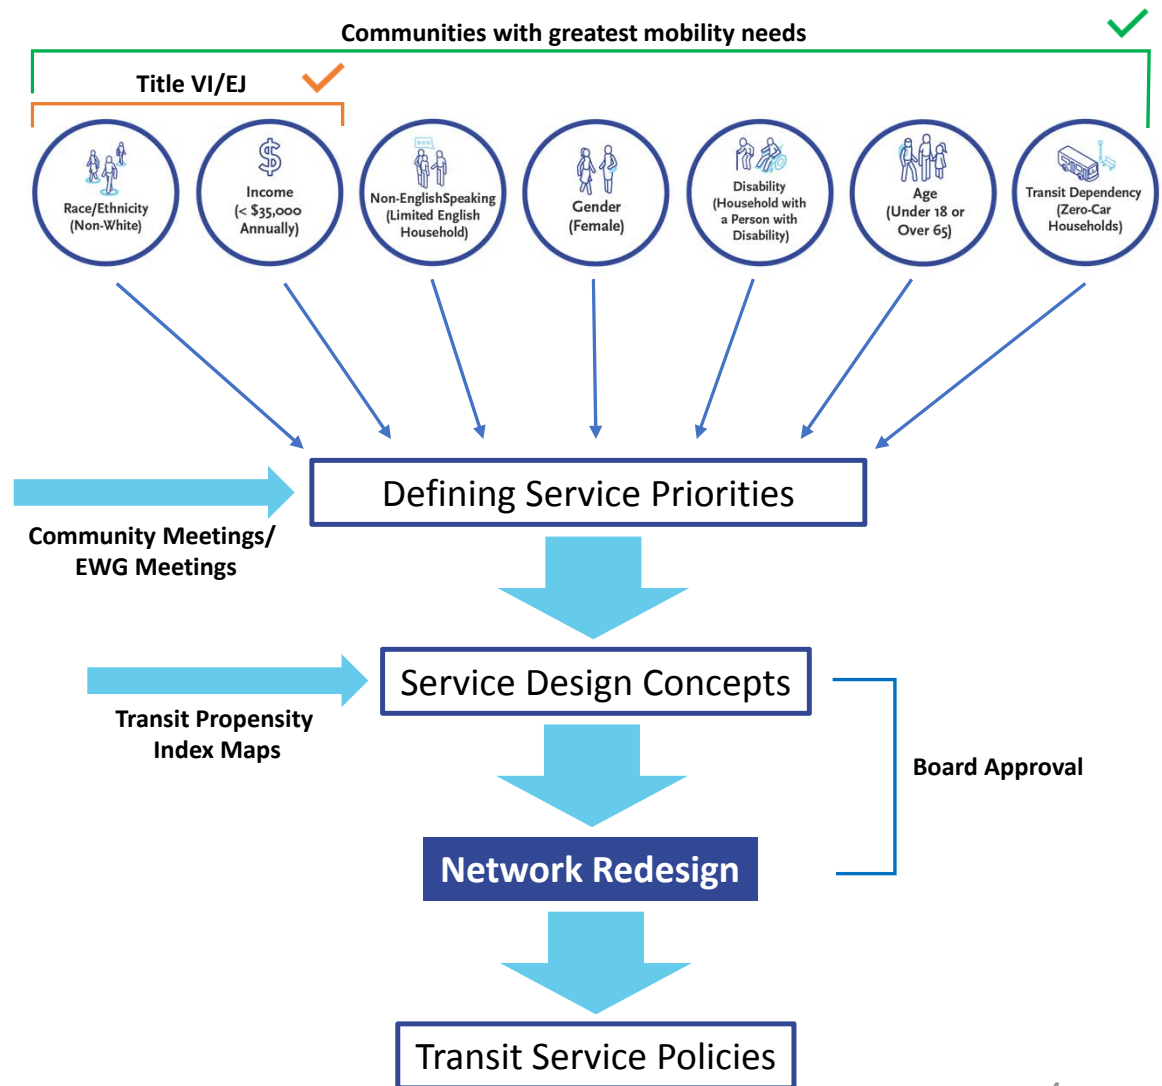 Communities with greatest mobility needs
Title VI/EJ
Race/Ethnicity
(Non-White)
$
Income
(< $35,000
Annually)
Non-EnglishSpeaking
(Limited English
Household)
Gender
(Female)
Disability
(Household with
a Person with
Disability)
Age
(Under 18 or
Over 65)
Transit Dependency
(Zero-Car
Households)
Defining Service Priorities
Community Meetings/
EWG Meetings
Service Design Concepts
Transit Propensity
Index Maps
Board Approval
Network Redesign
Transit Service Policies